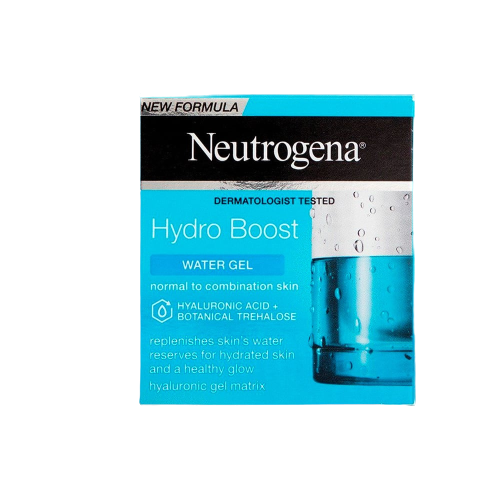 NEW FORMULA
Neutrogena®
DERMATOLOGIST TESTED
Hydro Boost
WATER GEL
normal to combination skin
HYALURONIC ACID +
BOTANICAL TREHALOSE
replenishes skin's water
reserves for hydrated skin
and a healthy glow
hyaluronic gel matrix